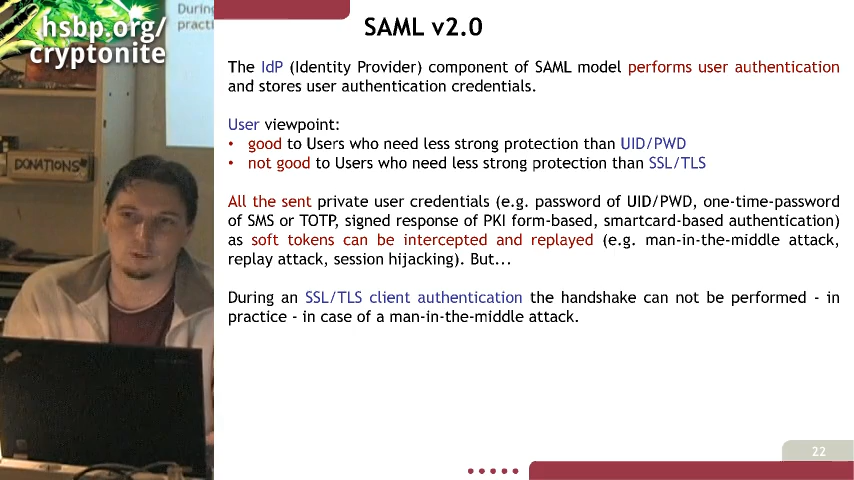 hsbp.org/
cryptonite
During
practi
DONATIONS
SAML v2.0
The IdP (Identity Provider) component of SAML model performs user authentication
and stores user authentication credentials.
User viewpoint:
• good to Users who need less strong protection than UID/PWD
• not good to Users who need less strong protection than SSL/TLS
All the sent private user credentials (e.g. password of UID/PWD, one-time-password
of SMS or TOTP, signed response of PKI form-based, smartcard-based authentication)
as soft tokens can be intercepted and replayed (e.g. man-in-the-middle attack,
replay attack, session hijacking). But...
During an SSL/TLS client authentication the handshake can not be performed - in
practice - in case of a man-in-the-middle attack.
22